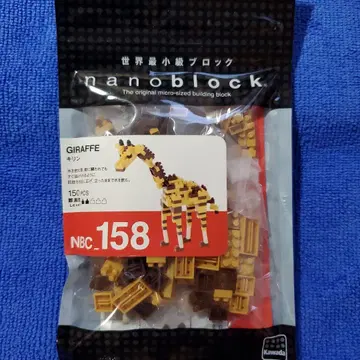 世界最小級ブロック
nanoblock
The original micro-sized building block
GIRAFFE
キリン
150PCS
NBC_158
Kawada